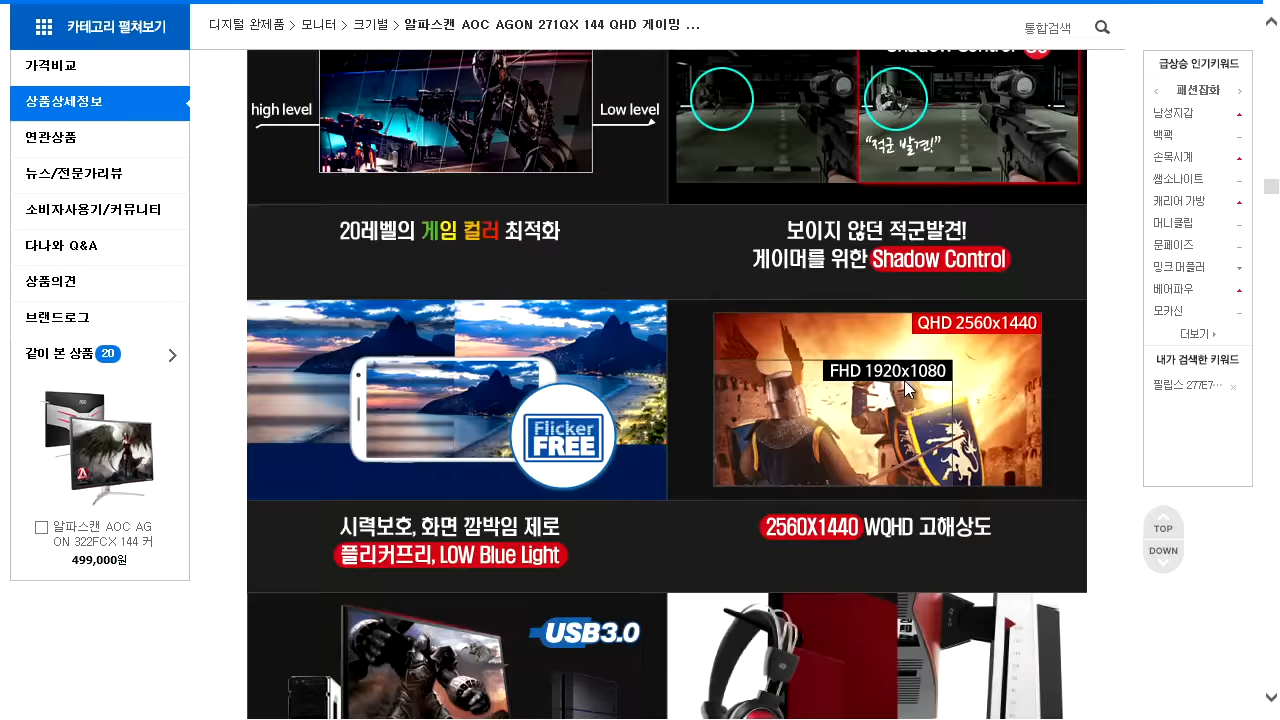 카테고리 펼쳐보기
디지털 완제품 > 모니터 > 크기별 > 알파스캔 AOC AGON 271QX 144 QHD 게이밍 ...
통합검색
가격비교
상품상세정보
연관상품
뉴스/전문가리뷰
소비자사용기/커뮤니티
다나와 Q&A
상품의견
브랜드로그
같이 본 상품 20
알파스캔 AOC AG
ON 322FCX 144 커
499,000원
high level
Low level
Shadow Control
"적군 발견!"
20레벨의 게임 컬러 최적화
보이지 않던 적군발견!
게이머를 위한 Shadow Control
Flicker
FREE
QHD 2560x1440
FHD 1920x1080
시력보호, 화면 깜박임 제로
플리커프리, LOW Blue Light
2560X1440 WQHD 고해상도
USB3.0
급상승 인기키워드
패션잡화
남성지갑
백팩
손목시계
쌤소나이트
캐리어 가방
머니클립
문페이즈
밍크 머플러
베어파우
모카신
더보기
내가 검색한 키워드
필립스 277E7…
TOP
DOWN